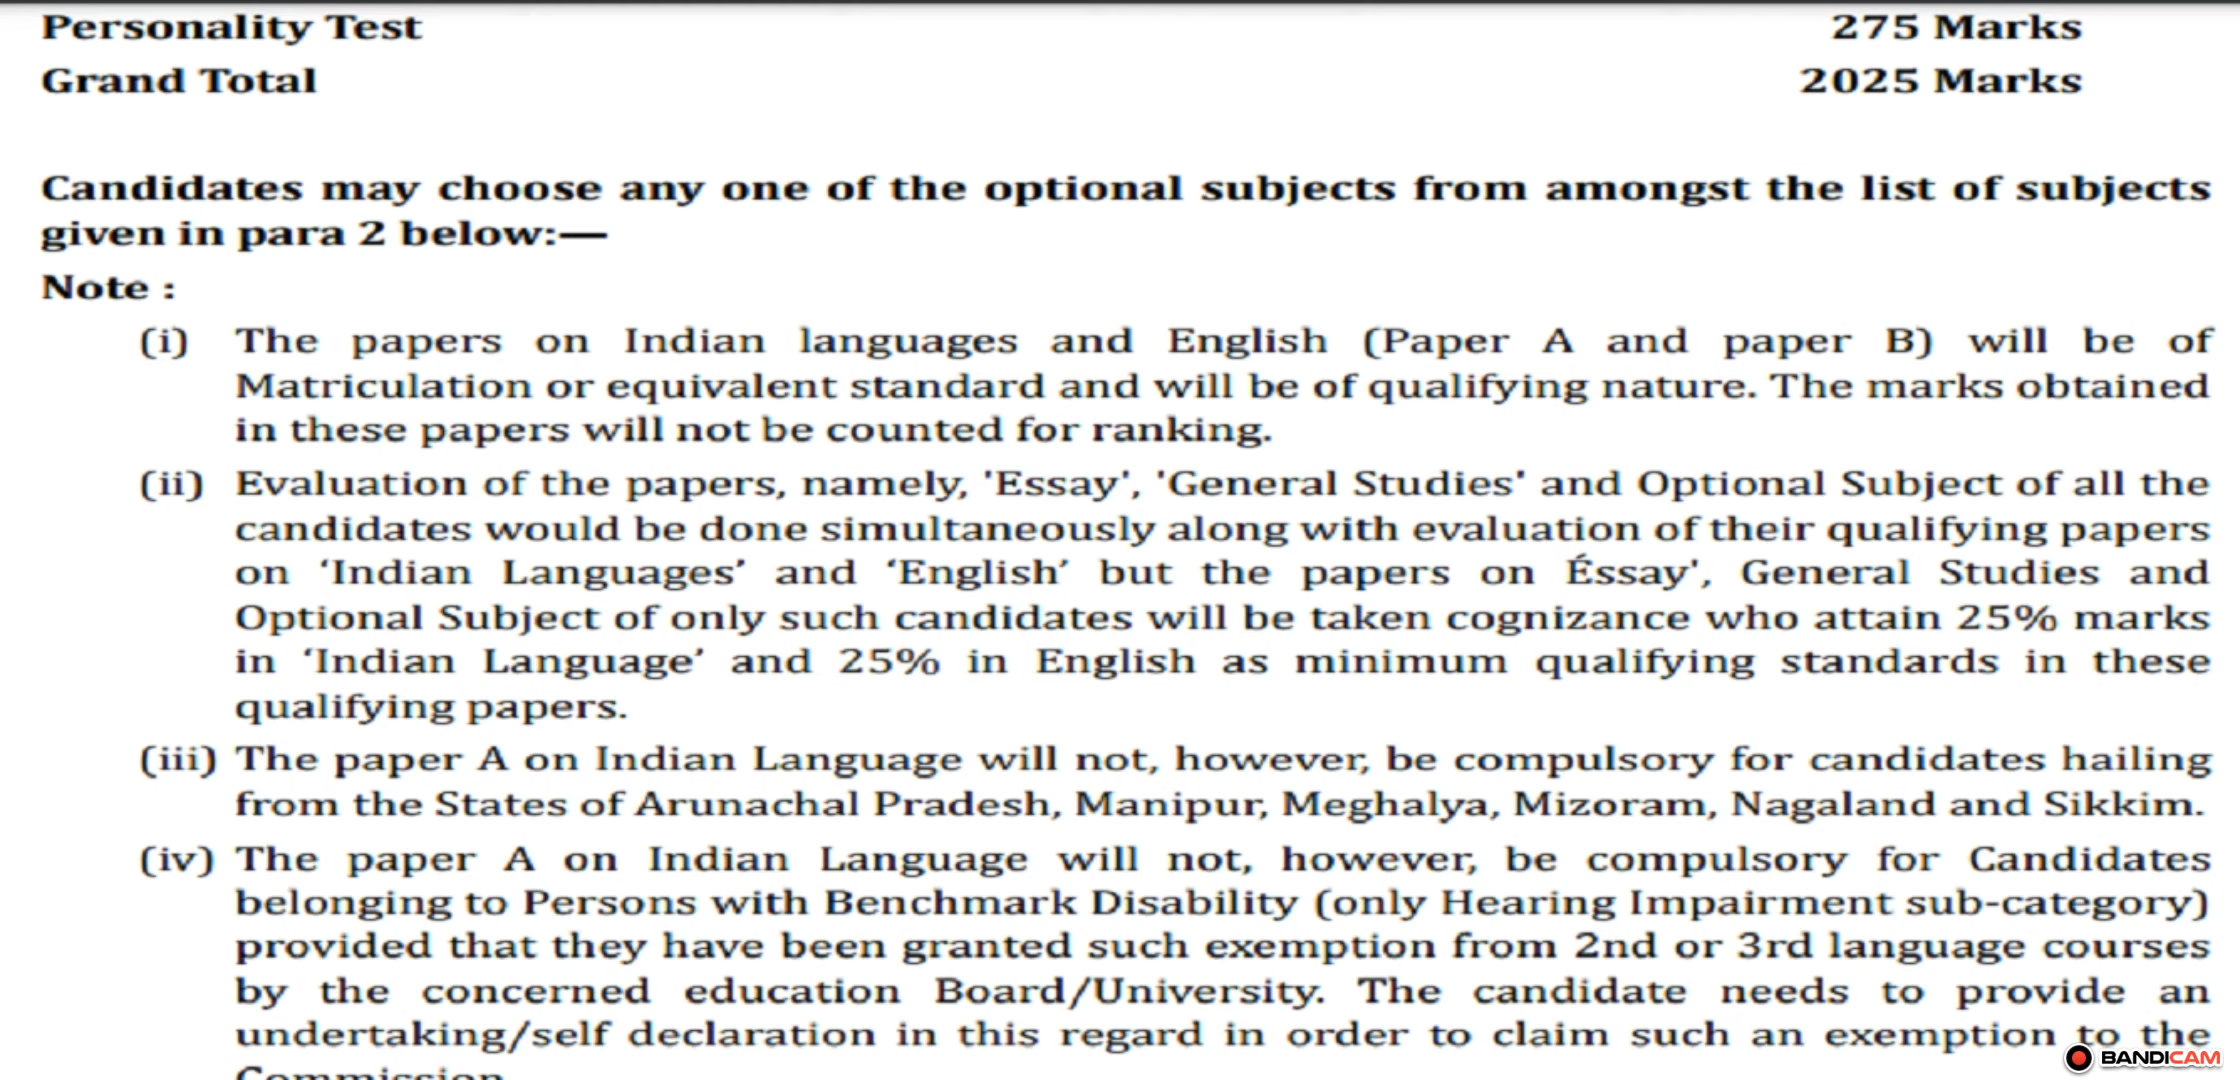 Personality Test 275 Marks
Grand Total 2025 Marks
Candidates may choose any one of the optional subjects from amongst the list of subjects
given in para 2 below:—
Note :
(i) The papers on Indian languages and English (Paper A and paper B) will be of
Matriculation or equivalent standard and will be of qualifying nature. The marks obtained
in these papers will not be counted for ranking.
(ii) Evaluation of the papers, namely, 'Essay', 'General Studies' and Optional Subject of all the
candidates would be done simultaneously along with evaluation of their qualifying papers
on ‘Indian Languages’ and ‘English’ but the papers on Éssay', General Studies and
Optional Subject of only such candidates will be taken cognizance who attain 25% marks
in ‘Indian Language’ and 25% in English as minimum qualifying standards in these
qualifying papers.
(iii) The paper A on Indian Language will not, however, be compulsory for candidates hailing
from the States of Arunachal Pradesh, Manipur, Meghalya, Mizoram, Nagaland and Sikkim.
(iv) The paper A on Indian Language will not, however, be compulsory for Candidates
belonging to Persons with Benchmark Disability (only Hearing Impairment sub-category)
provided that they have been granted such exemption from 2nd or 3rd language courses
by the concerned education Board/University. The candidate needs to provide an
undertaking/self declaration in this regard in order to claim such an exemption to the
Commission
BANDICAM